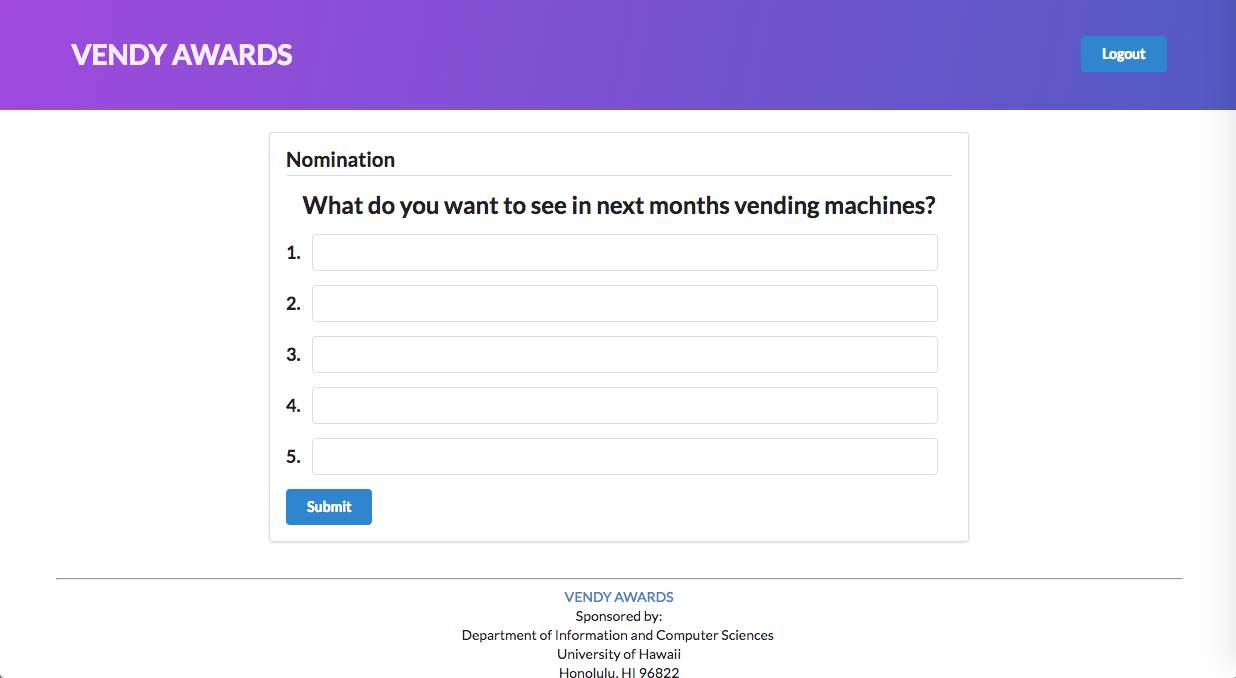 VENDY AWARDS
Logout
Nomination
What do you want to see in next months vending machines?
1.
2.
3.
4.
5.
Submit
VENDY AWARDS
Sponsored by:
Department of Information and Computer Sciences
University of Hawaii
Honolulu, HI 96822